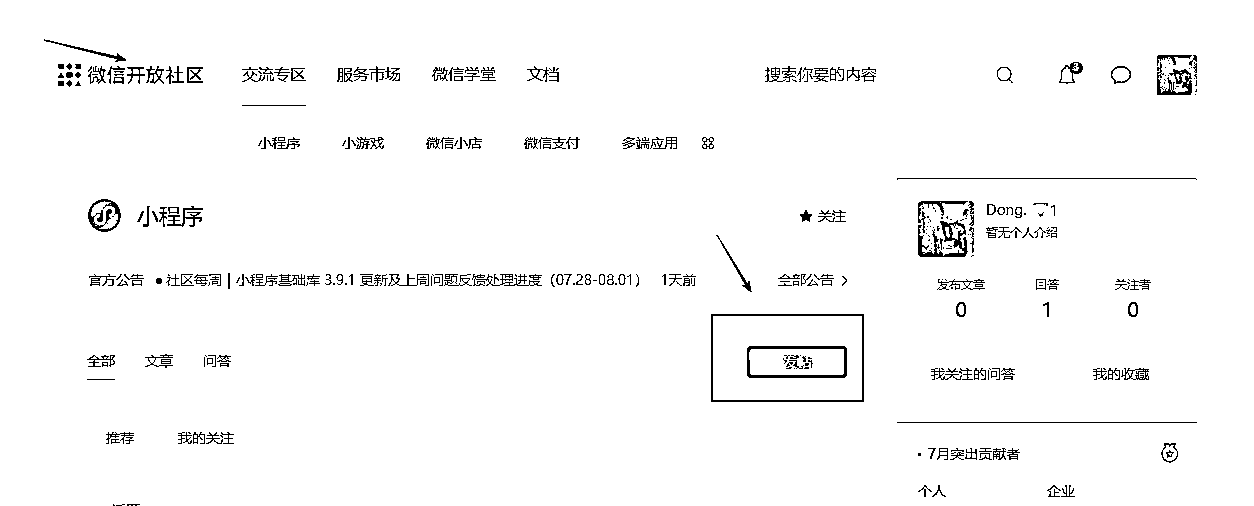 微信开放社区 交流专区 服务市场 微信学堂 文档 搜索你要的内容 3
小程序 小游戏 微信小店 微信支付 多端应用
小程序 关注
官方公告 社区每周 | 小程序基础库 3.9.1 更新及上周问题反馈处理进度（07.28-08.01） 1天前 全部公告
全部 文章 问答 发帖
推荐 我的关注
Dong. 1
暂无个人介绍
发布文章 回答 关注者
0 1 0
我关注的问答 我的收藏
7月突出贡献者
个人 企业